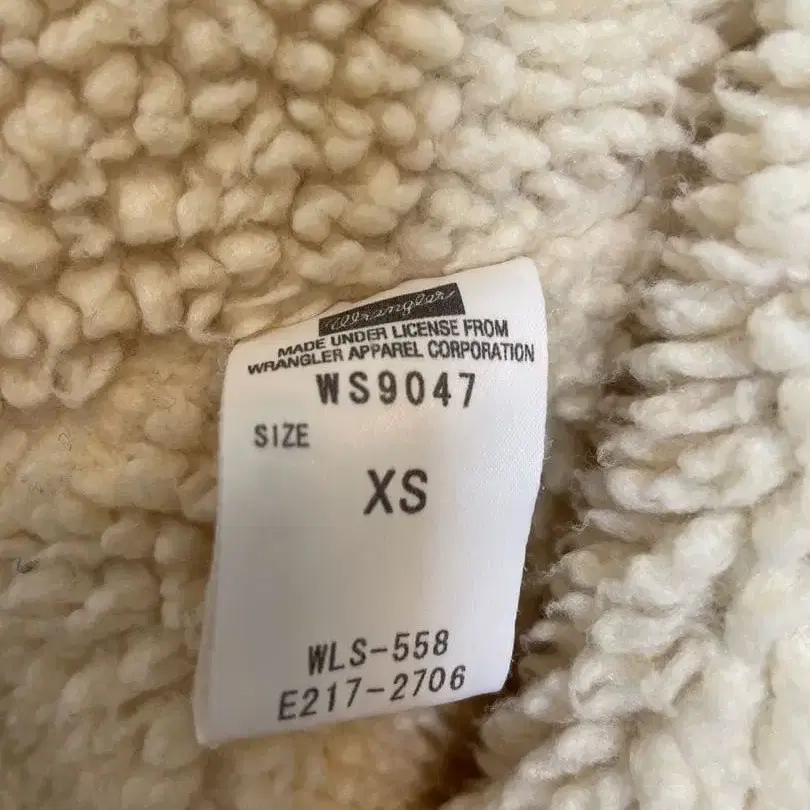 Wrangler
MADE UNDER LICENSE FROM
WRANGLER APPAREL CORPORATION
WS9047
SIZE
XS
WLS-558
E217-2706